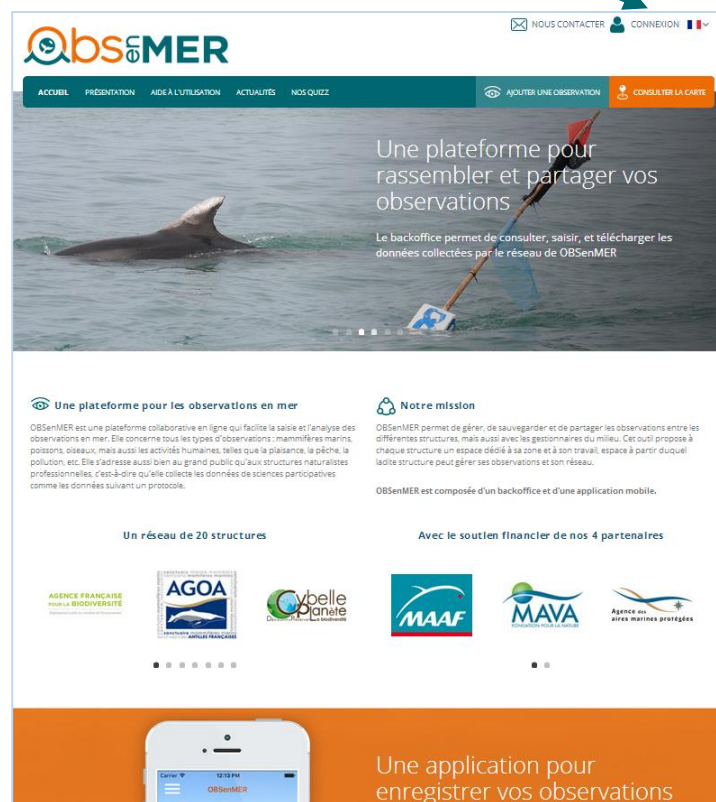 NOUS CONTACTER CONNEXION
ObsenMER
ACCUEIL PRÉSENTATION AIDE À L'UTILISATION ACTUALITÉS NOS QUIZZ AJOUTER UNE OBSERVATION CONSULTER LA CARTE
Une plateforme pour
rassembler et partager vos
observations
Le backoffice permet de consulter, saisir, et télécharger les
données collectées par le réseau de OBSenMER
Une plateforme pour les observations en mer
OBSenMER est une plateforme collaborative en ligne qui facilite la saisie et l'analyse des
observations en mer. Elle concerne tous les types d'observations : mammifères marins,
poissons, oiseaux, mais aussi les activités humaines, telles que la plaisance, la pêche, la
pollution, etc. Elle s'adresse aussi bien au grand public qu'aux structures naturalistes
professionnelles, c'est-à-dire qu'elle collecte les données de sciences participatives
comme les données suivant un protocole.
Notre mission
OBSenMER permet de gérer, de sauvegarder et de partager les observations entre les
différentes structures, mais aussi avec les gestionnaires du milieu. Cet outil propose à
chaque structure un espace dédié à sa zone et à son travail, espace à partir duquel
ladite structure peut gérer ses observations et son réseau.
OBSenMER est composée d'un backoffice et d'une application mobile.
Un réseau de 20 structures
AGENCE FRANÇAISE
POUR LA BIODIVERSITÉ
AGOA
sanctuaire mammifères marins
ANTILLES FRANÇAISES
Cybelle
Planète
Avec le soutien financier de nos 4 partenaires
MAAF
MAVA
FONDATION POUR LA NATURE
Agence des
aires marines protégées
Carrier 12:13 PM
OBSenMER
Une application pour
enregistrer vos observations